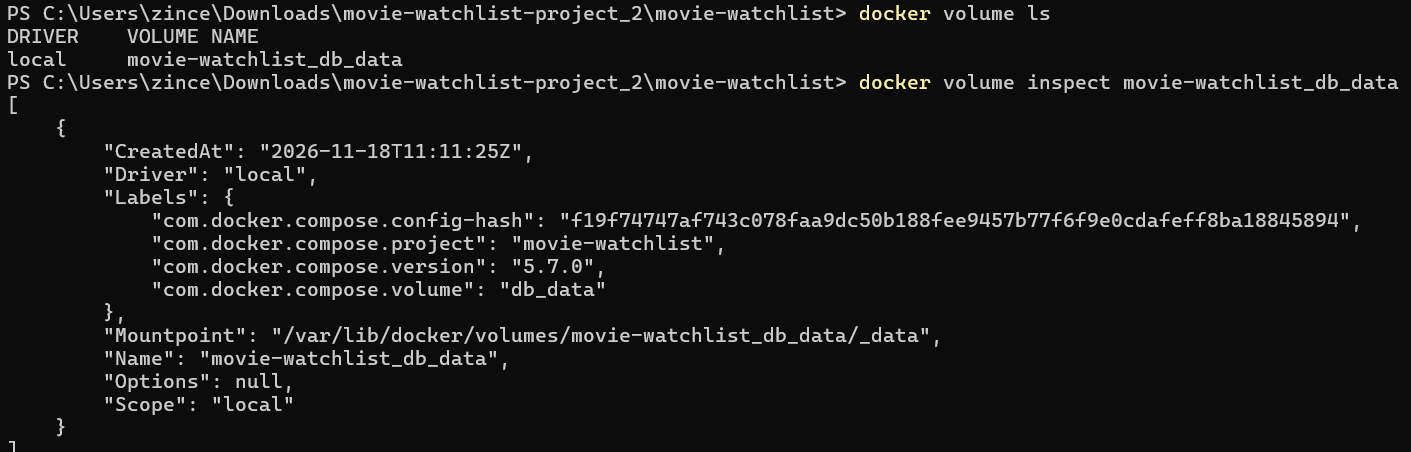 PS C:\Users\zince\Downloads\movie-watchlist-project_2\movie-watchlist> docker volume ls
DRIVER    VOLUME NAME
local     movie-watchlist_db_data
PS C:\Users\zince\Downloads\movie-watchlist-project_2\movie-watchlist> docker volume inspect movie-watchlist_db_data
[
    {
        "CreatedAt": "2026-11-18T11:11:25Z",
        "Driver": "local",
        "Labels": {
            "com.docker.compose.config-hash": "f19f74747af743c078faa9dc50b188fee9457b77f6f9e0cdafeff8ba18845894",
            "com.docker.compose.project": "movie-watchlist",
            "com.docker.compose.version": "5.7.0",
            "com.docker.compose.volume": "db_data"
        },
        "Mountpoint": "/var/lib/docker/volumes/movie-watchlist_db_data/_data",
        "Name": "movie-watchlist_db_data",
        "Options": null,
        "Scope": "local"
    }
]